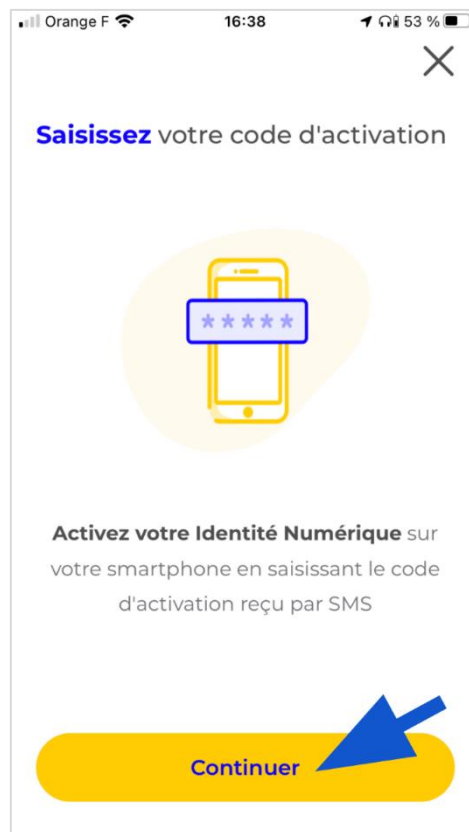 Orange F 16:38 53 %
Saisissez votre code d'activation
*****
Activez votre Identité Numérique sur
votre smartphone en saisissant le code
d'activation reçu par SMS
Continuer